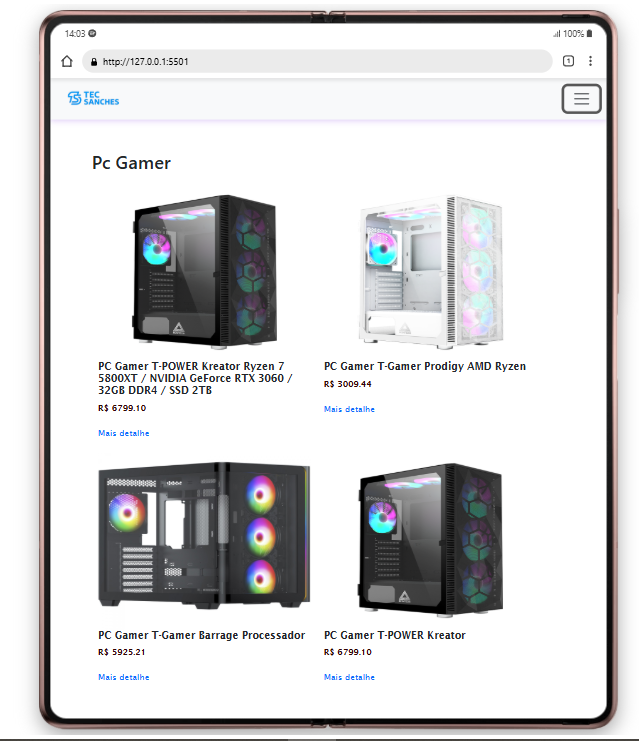 14:03
100%
http://127.0.0.1:5501
1
TEC
SANCHES
Pc Gamer
PC Gamer T-POWER Kreator Ryzen 7
5800XT / NVIDIA GeForce RTX 3060 /
32GB DDR4 / SSD 2TB
R$ 6799.10
Mais detalhe
PC Gamer T-Gamer Prodigy AMD Ryzen
R$ 3009.44
Mais detalhe
PC Gamer T-Gamer Barrage Processador
R$ 5925.21
Mais detalhe
PC Gamer T-POWER Kreator
R$ 6799.10
Mais detalhe